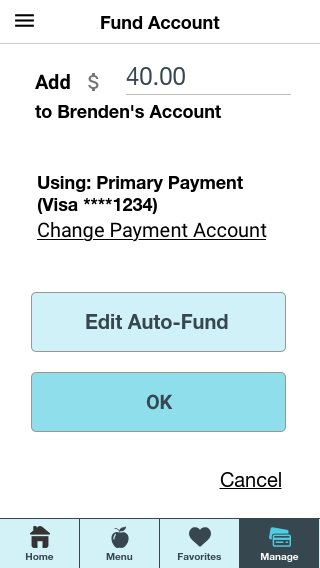 Fund Account
Add $ 40.00
to Brenden's Account
Using: Primary Payment
(Visa ****1234)
Change Payment Account
Edit Auto-Fund
OK
Cancel
Home Menu Favorites Manage